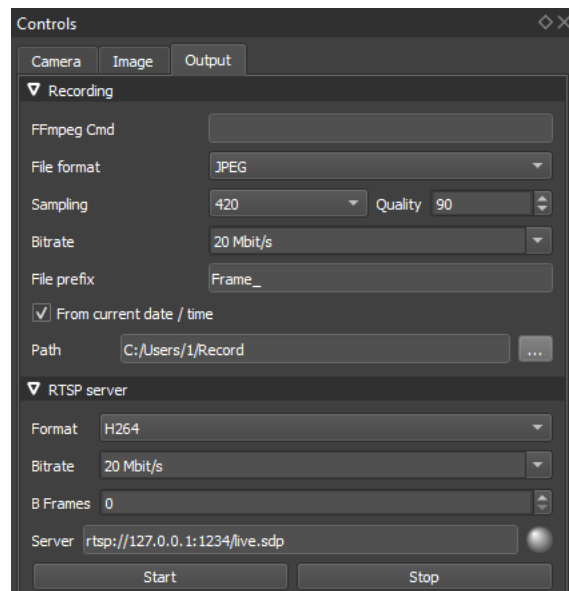 Controls
Camera Image Output
Recording
FFmpeg Cmd
File format JPEG
Sampling 420 Quality 90
Bitrate 20 Mbit/s
File prefix Frame_
From current date / time
Path C:/Users/1/Record ...
RTSP server
Format H264
Bitrate 20 Mbit/s
B Frames 0
Server rtsp://127.0.0.1:1234/live.sdp
Start Stop